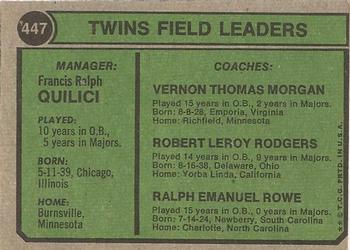 447
TWINS FIELD LEADERS
MANAGER:
Francis Ralph
QUILICI
PLAYED:
10 years in O.B.,
5 years in Majors.
BORN:
5-11-39, Chicago,
Illinois
HOME:
Burnsville,
Minnesota
COACHES:
VERNON THOMAS MORGAN
Played 15 years in O.B., 2 years in Majors.
Born: 8-8-28, Emporia, Virginia
Home: Richfield, Minnesota
ROBERT LEROY RODGERS
Played 14 years in O.B., 9 years in Majors.
Born: 8-16-38, Delaware, Ohio
Home: Yorba Linda, California
RALPH EMANUEL ROWE
Played 15 years in O.B., 0 years in Majors.
Born: 7-14-24, Newberry, South Carolina
Home: Charlotte, North Carolina
** © T.C.G. PRTD. IN U.S.A.